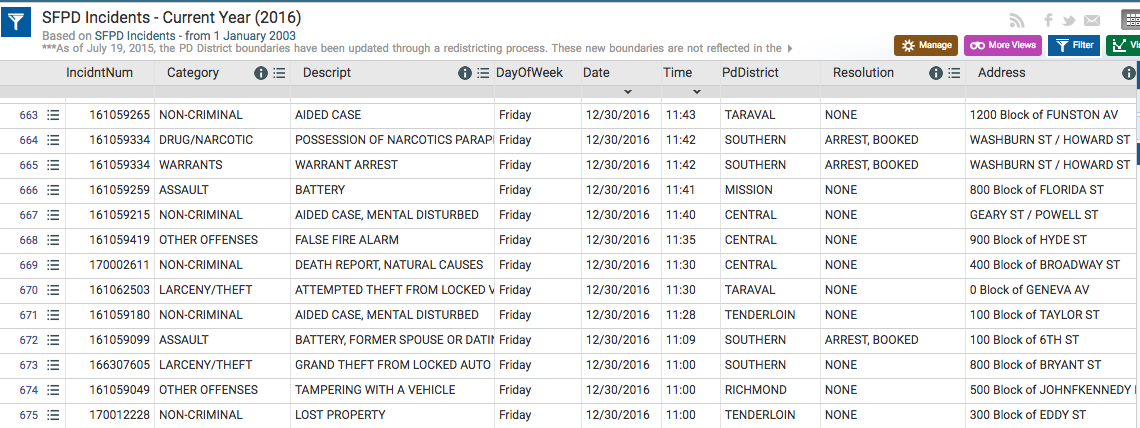 SFPD Incidents - Current Year (2016)
Based on SFPD Incidents - from 1 January 2003
***As of July 19, 2015, the PD District boundaries have been updated through a redistricting process. These new boundaries are not reflected in the
Manage More Views Filter
IncidntNum Category Descript DayOfWeek Date Time PdDistrict Resolution Address
663 161059265 NON-CRIMINAL AIDED CASE Friday 12/30/2016 11:43 TARAVAL NONE 1200 Block of FUNSTON AV
664 161059334 DRUG/NARCOTIC POSSESSION OF NARCOTICS PARAP Friday 12/30/2016 11:42 SOUTHERN ARREST, BOOKED WASHBURN ST / HOWARD ST
665 161059334 WARRANTS WARRANT ARREST Friday 12/30/2016 11:42 SOUTHERN ARREST, BOOKED WASHBURN ST / HOWARD ST
666 161059259 ASSAULT BATTERY Friday 12/30/2016 11:41 MISSION NONE 800 Block of FLORIDA ST
667 161059215 NON-CRIMINAL AIDED CASE, MENTAL DISTURBED Friday 12/30/2016 11:40 CENTRAL NONE GEARY ST / POWELL ST
668 161059419 OTHER OFFENSES FALSE FIRE ALARM Friday 12/30/2016 11:35 CENTRAL NONE 900 Block of HYDE ST
669 170002611 NON-CRIMINAL DEATH REPORT, NATURAL CAUSES Friday 12/30/2016 11:30 CENTRAL NONE 400 Block of BROADWAY ST
670 161062503 LARCENY/THEFT ATTEMPTED THEFT FROM LOCKED V Friday 12/30/2016 11:30 TARAVAL NONE 0 Block of GENEVA AV
671 161059180 NON-CRIMINAL AIDED CASE, MENTAL DISTURBED Friday 12/30/2016 11:28 TENDERLOIN NONE 100 Block of TAYLOR ST
672 161059099 ASSAULT BATTERY, FORMER SPOUSE OR DATI Friday 12/30/2016 11:09 SOUTHERN ARREST, BOOKED 100 Block of 6TH ST
673 166307605 LARCENY/THEFT GRAND THEFT FROM LOCKED AUTO Friday 12/30/2016 11:00 SOUTHERN NONE 800 Block of BRYANT ST
674 161059049 OTHER OFFENSES TAMPERING WITH A VEHICLE Friday 12/30/2016 11:00 RICHMOND NONE 500 Block of JOHNFKENNEDY
675 170012228 NON-CRIMINAL LOST PROPERTY Friday 12/30/2016 11:00 TENDERLOIN NONE 300 Block of EDDY ST